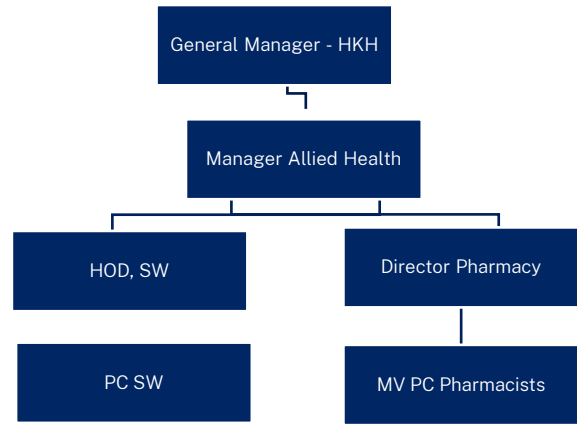 General Manager - HKH
Manager Allied Health
HOD, SW
Director Pharmacy
PC SW
MV PC Pharmacists